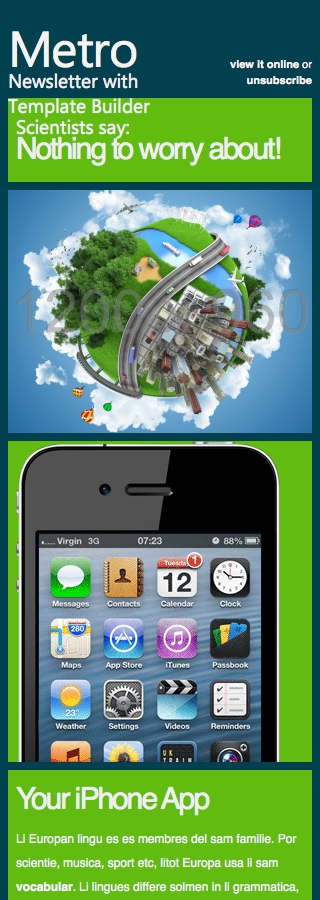 Metro
Newsletter with
Template Builder
view it online or
unsubscribe
Scientists say:
Nothing to worry about!
Virgin 3G 07:23 88%
Messages Contacts Calendar Clock
Tuesday
1
12
Maps App Store iTunes Passbook
280
Weather Settings Videos Reminders
23°
UK
TRAIN
Your iPhone App
Li Europan lingu es es membres del sam familie. Por
scientie, musica, sport etc, litot Europa usa li sam
vocabular. Li lingues differe solmen in li grammatica,